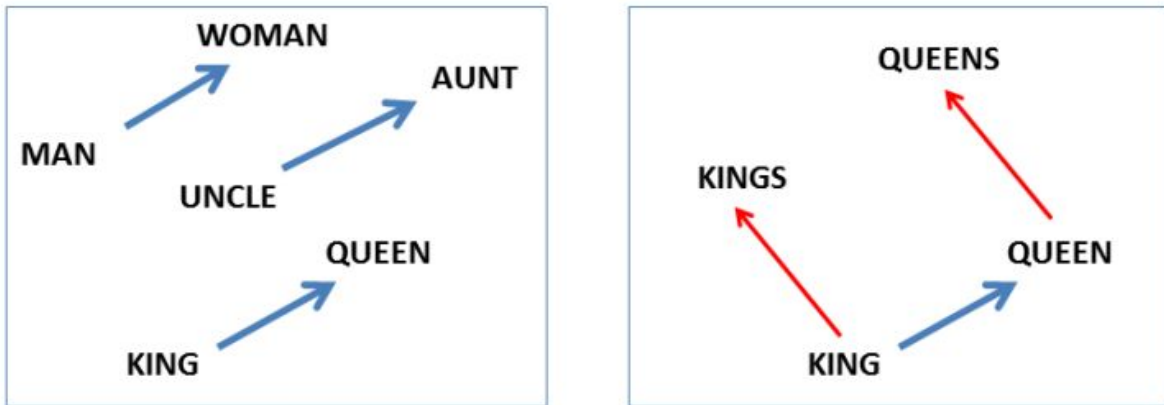 WOMAN
AUNT
MAN
UNCLE
QUEEN
KING
QUEENS
KINGS
QUEEN
KING